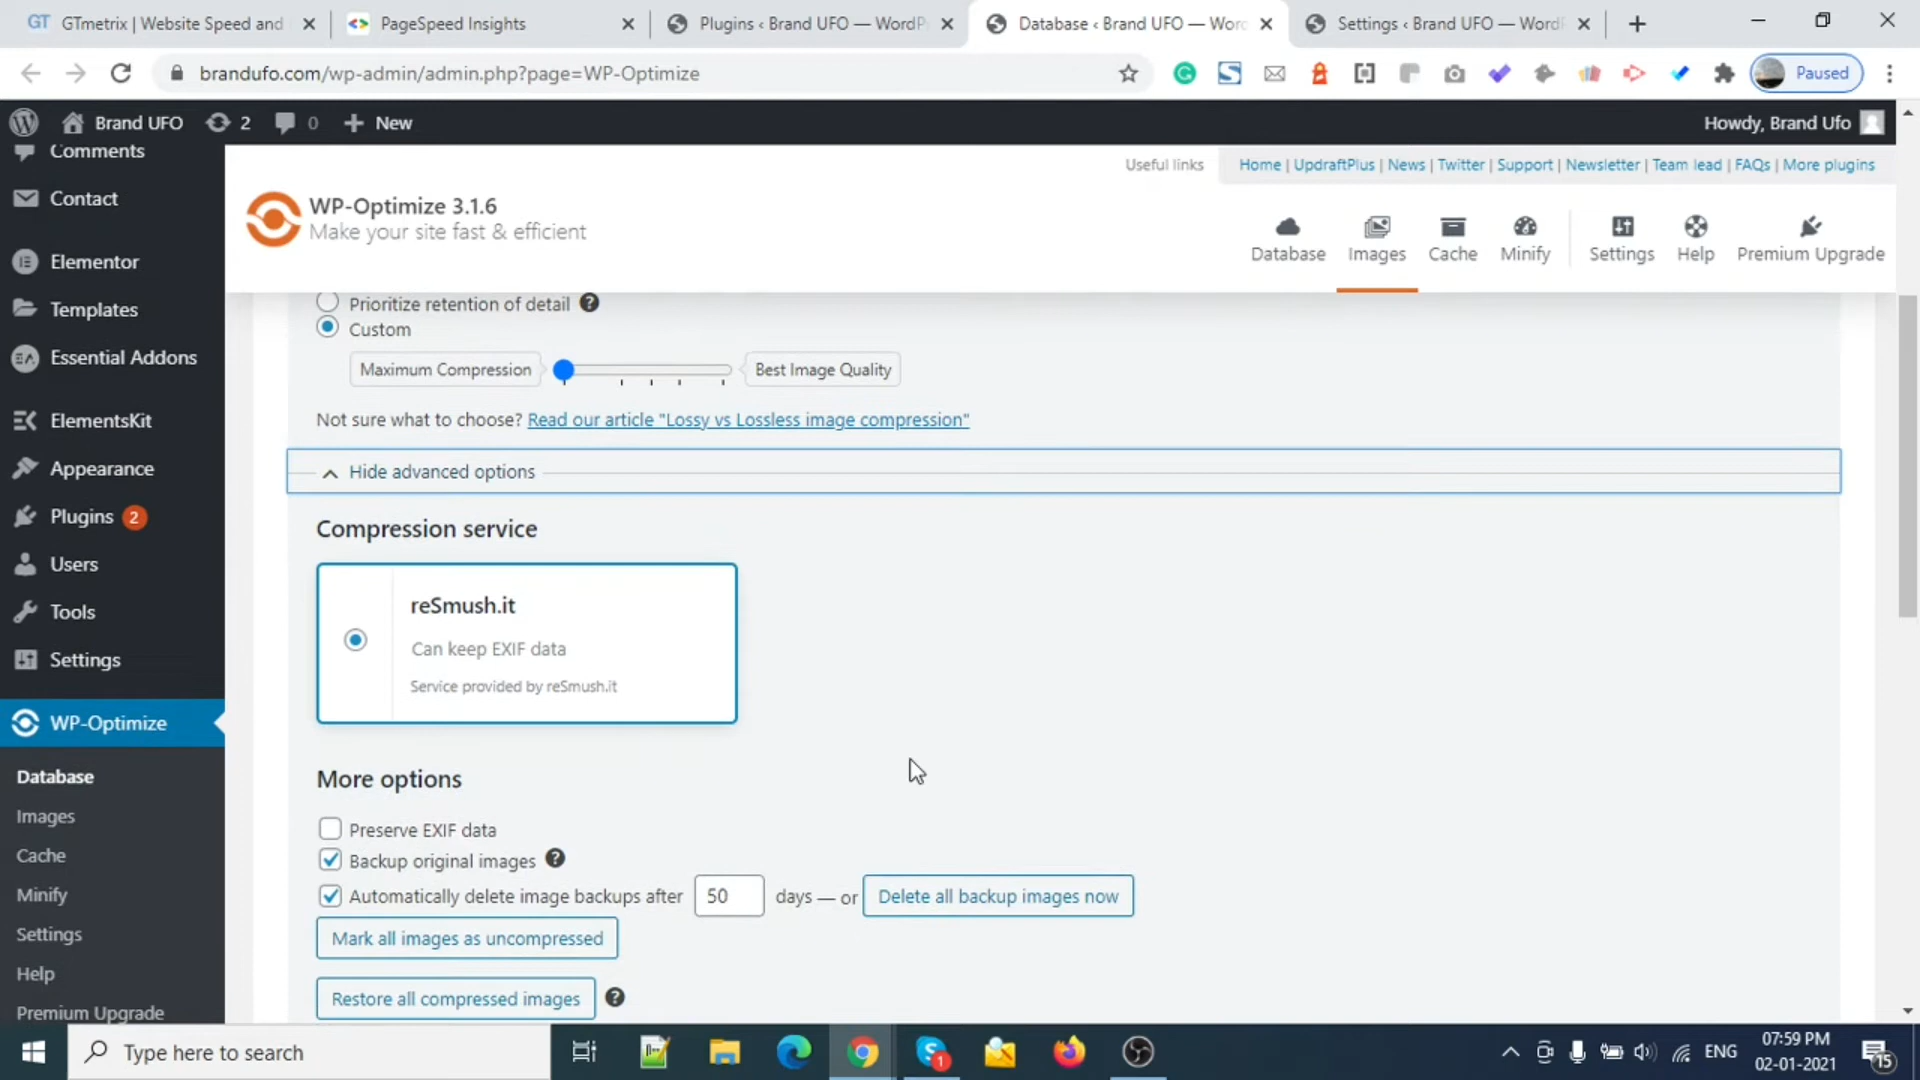 GT GTmetrix | Website Speed and
PageSpeed Insights
Plugins ‹ Brand UFO — WordPr
Database ‹ Brand UFO — Word
Settings ‹ Brand UFO — WordP
brandufo.com/wp-admin/admin.php?page=WP-Optimize
Paused
Brand UFO
2
0
New
Howdy, Brand Ufo
Comments
Contact
Elementor
Templates
Essential Addons
ElementsKit
Appearance
Plugins 2
Users
Tools
Settings
WP-Optimize
Database
Images
Cache
Minify
Settings
Help
Premium Upgrade
Useful links
Home | UpdraftPlus | News | Twitter | Support | Newsletter | Team lead | FAQs | More plugins
WP-Optimize 3.1.6
Make your site fast & efficient
Database
Images
Cache
Minify
Settings
Help
Premium Upgrade
Prioritize retention of detail ?
Custom
Maximum Compression
Best Image Quality
Not sure what to choose? Read our article "Lossy vs Lossless image compression"
Hide advanced options
Compression service
reSmush.it
Can keep EXIF data
Service provided by reSmush.it
More options
Preserve EXIF data
Backup original images ?
Automatically delete image backups after 50 days — or Delete all backup images now
Mark all images as uncompressed
Restore all compressed images ?
Type here to search
1
ENG
07:59 PM
02-01-2021
15